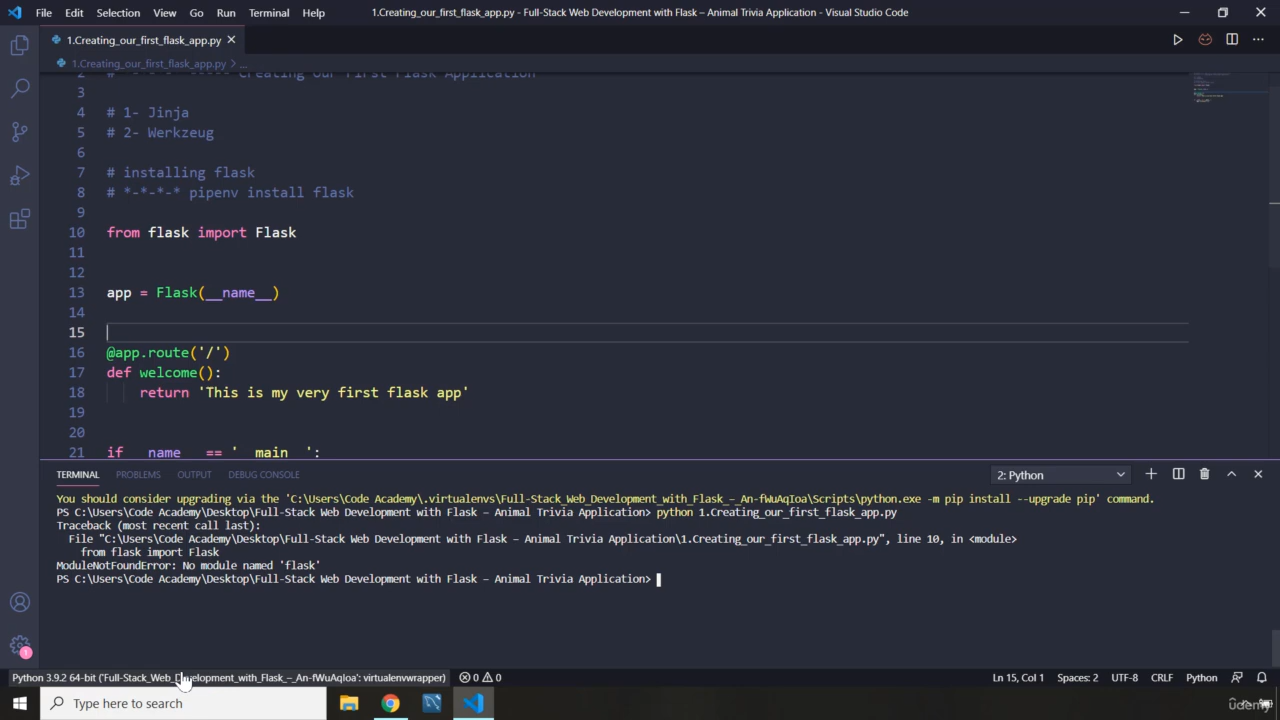 File Edit Selection View Go Run Terminal Help
1.Creating_our_first_flask_app.py - Full-Stack Web Development with Flask – Animal Trivia Application - Visual Studio Code
1.Creating_our_first_flask_app.py
1.Creating_our_first_flask_app.py > ...
2 # *-*-*-*-*---- Creating Our First Flask Application
3
4 # 1- Jinja
5 # 2- Werkzeug
6
7 # installing flask
8 # *-*-*-* pipenv install flask
9
10 from flask import Flask
11
12
13 app = Flask(__name__)
14
15
16 @app.route('/')
17 def welcome():
18 return 'This is my very first flask app'
19
20
21 if __name__ == '__main__':
TERMINAL PROBLEMS OUTPUT DEBUG CONSOLE 2: Python
You should consider upgrading via the 'C:\Users\Code Academy\.virtualenvs\Full-Stack_Web_Development_with_Flask_–_An-fWuAqIoa\Scripts\python.exe -m pip install --upgrade pip' command.
PS C:\Users\Code Academy\Desktop\Full-Stack Web Development with Flask – Animal Trivia Application> python 1.Creating_our_first_flask_app.py
Traceback (most recent call last):
File "C:\Users\Code Academy\Desktop\Full-Stack Web Development with Flask – Animal Trivia Application\1.Creating_our_first_flask_app.py", line 10, in <module>
from flask import Flask
ModuleNotFoundError: No module named 'flask'
PS C:\Users\Code Academy\Desktop\Full-Stack Web Development with Flask – Animal Trivia Application>
1
Python 3.9.2 64-bit ('Full-Stack_Web_Development_with_Flask_–_An-fWuAqIoa': virtualenvwrapper) 0 0 Ln 15, Col 1 Spaces: 2 UTF-8 CRLF Python
Type here to search
udemy